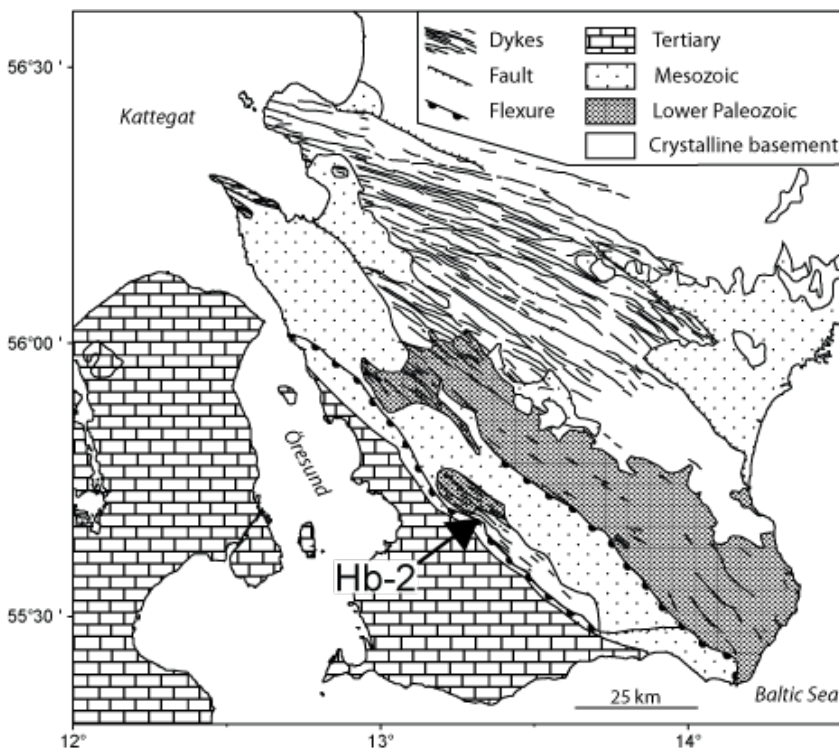 Dykes
Fault
Flexure
Tertiary
Mesozoic
Lower Paleozoic
Crystalline basement
56°30'
Kattegat
56°00
Öresund
Hb-2
55°30'
25 km
Baltic Sea
12°
13°
14°